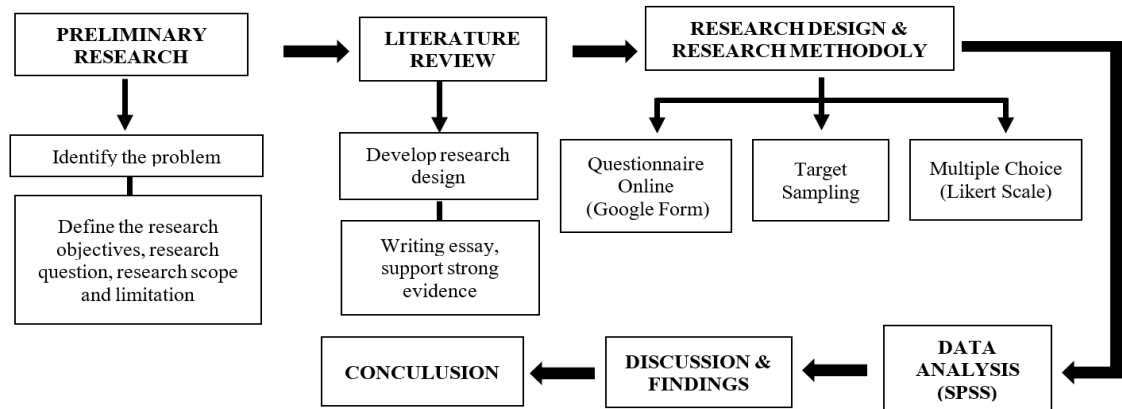 PRELIMINARY
RESEARCH
LITERATURE
REVIEW
RESEARCH DESIGN &
RESEARCH METHODOLY
Identify the problem
Define the research
objectives, research
question, research scope
and limitation
Develop research
design
Writing essay,
support strong
evidence
Questionnaire
Online
(Google Form)
Target
Sampling
Multiple Choice
(Likert Scale)
CONCULUSION
DISCUSSION &
FINDINGS
DATA
ANALYSIS
(SPSS)